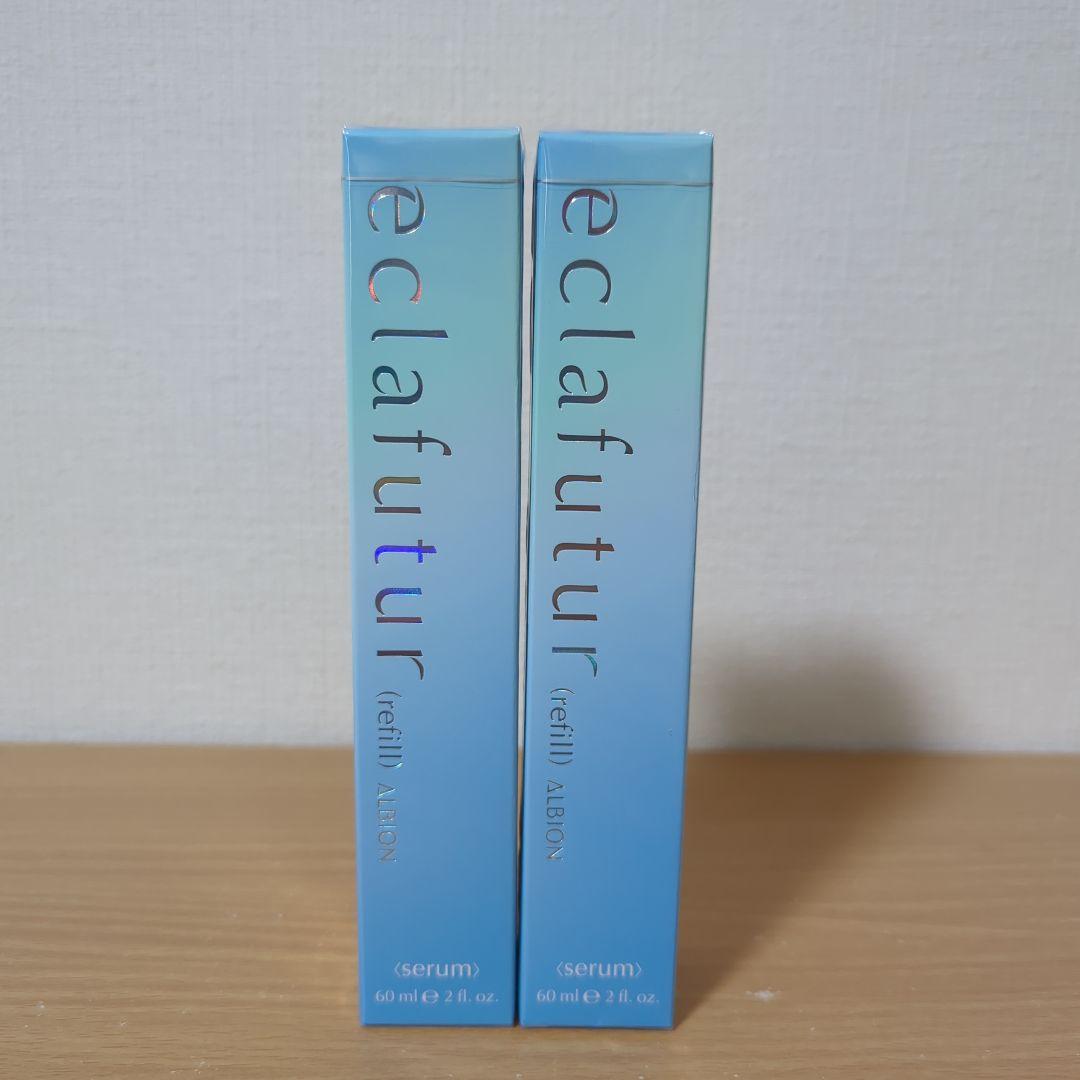 eclafutur (refill) ALBION
〈serum〉
60 ml ℮ 2 fl. oz.
eclafutur (refill) ALBION
〈serum〉
60 ml ℮ 2 fl. oz.